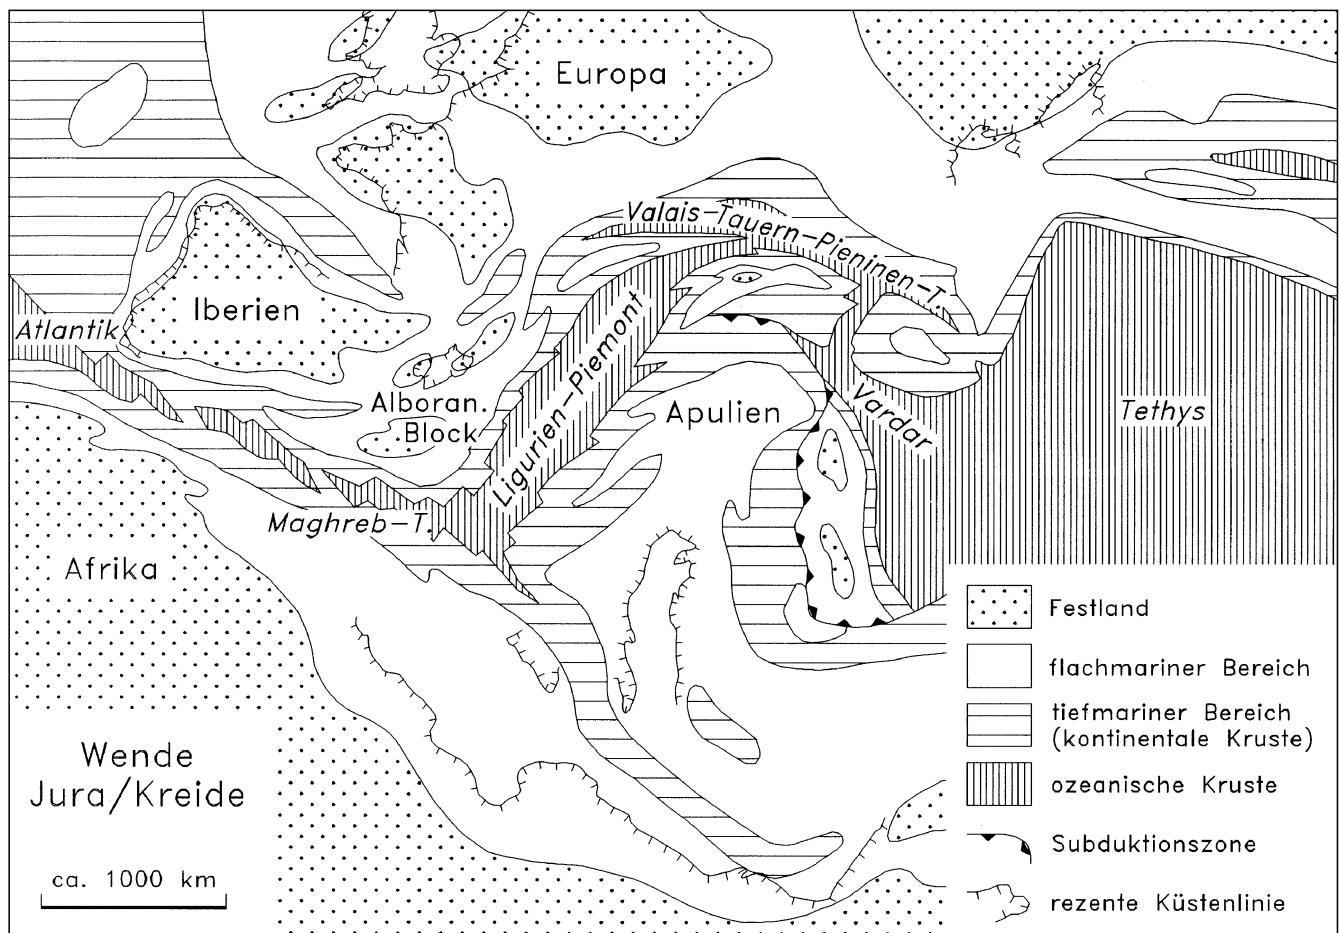 Europa
Valais-Tauern-Pieninen-T.
Iberien
Atlantik
Ligurien-Piemont
Alboran.
Block
Apulien
Vardar
Tethys
Maghreb-T.
Afrika
Festland
flachmariner Bereich
tiefmariner Bereich
(kontinentale Kruste)
ozeanische Kruste
Subduktionszone
rezente Küstenlinie
Wende
Jura/Kreide
ca. 1000 km